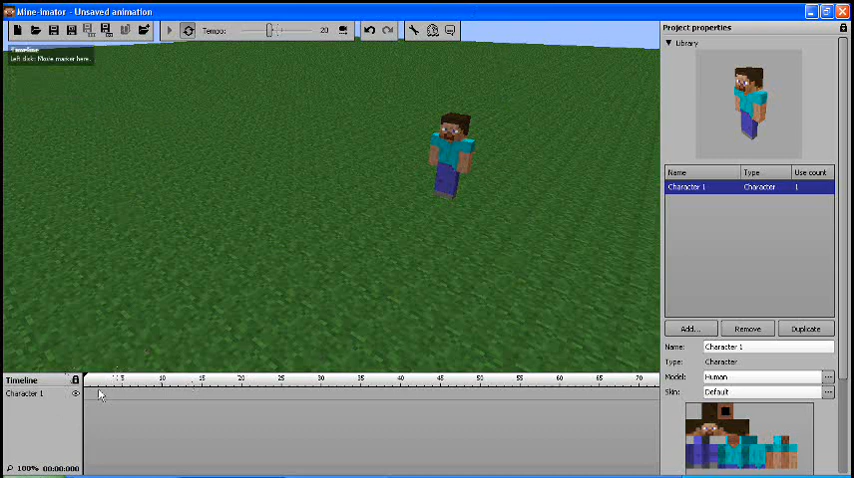 Mine-imator - Unsaved animation
Tempo: 20
Timeline
Left click: Move marker here.
Project properties
Library
Name Type Use count
Character 1 Character 1
Add... Remove Duplicate
Name: Character 1
Type: Character
Model: Human ...
Skin: Default ...
Timeline 10 15 20 25 30 35 40 45 50 55 60 65 70
Character 1
100% 00:00:000